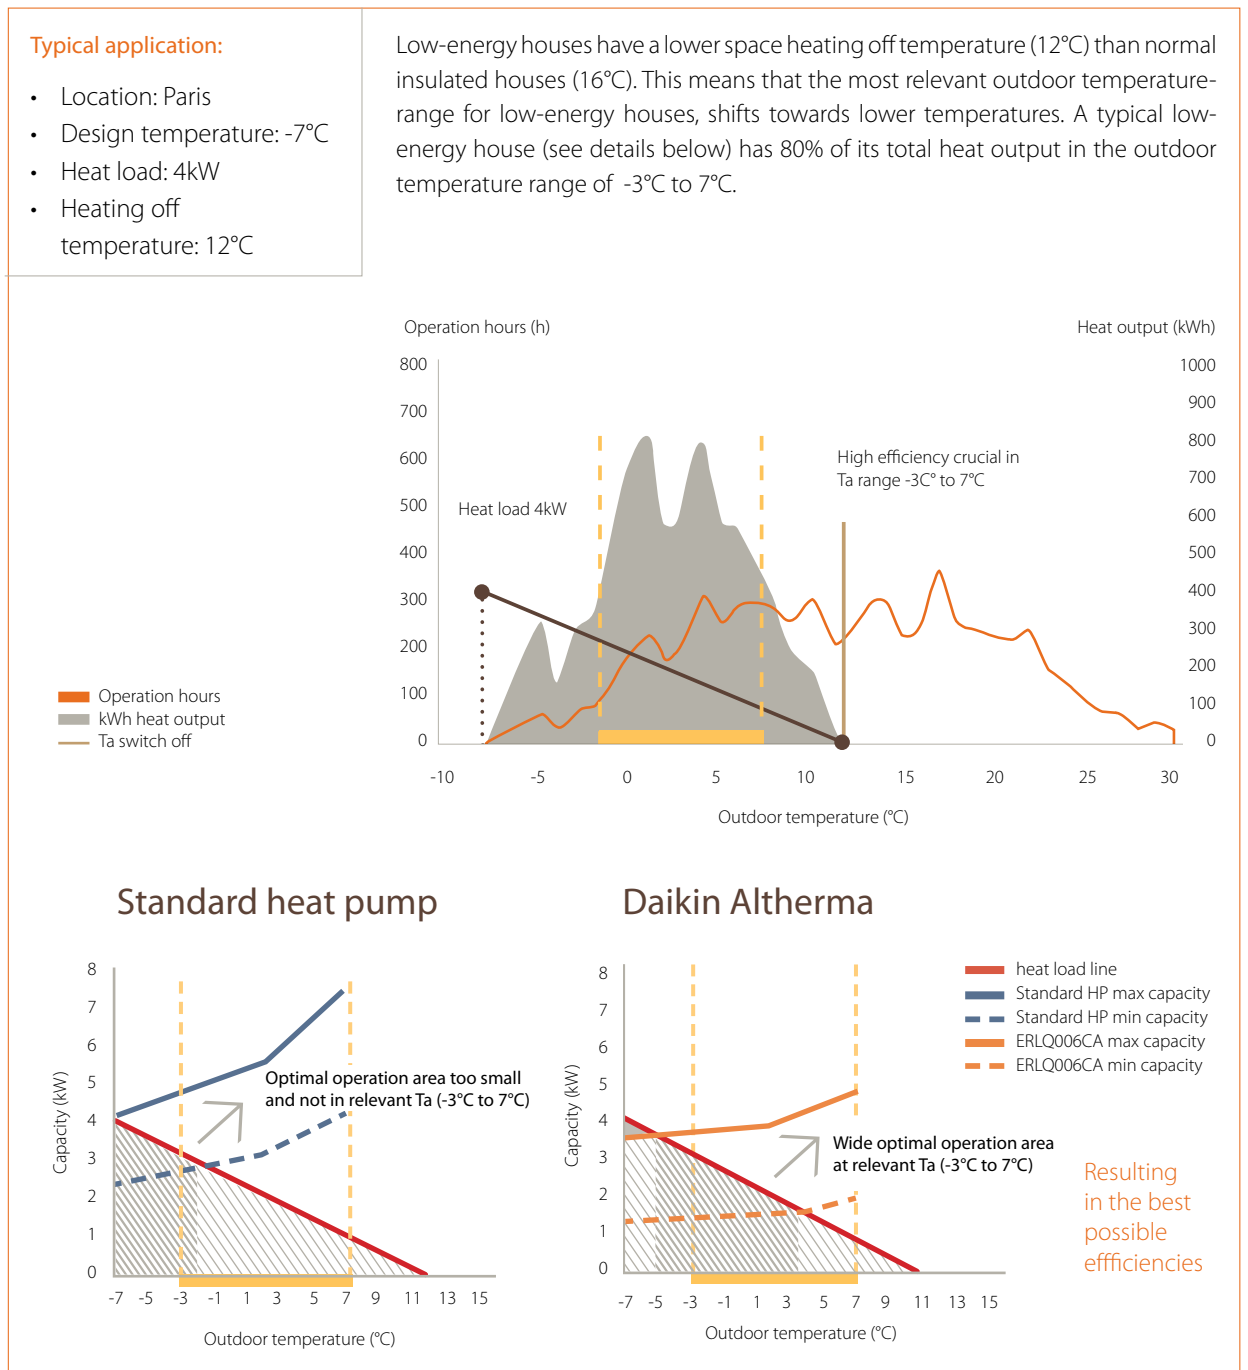 Typical application:
• Location: Paris
• Design temperature: -7°C
• Heat load: 4kW
• Heating off
temperature: 12°C
Low-energy houses have a lower space heating off temperature (12°C) than normal
insulated houses (16°C). This means that the most relevant outdoor temperature-
range for low-energy houses, shifts towards lower temperatures. A typical low-
energy house (see details below) has 80% of its total heat output in the outdoor
temperature range of -3°C to 7°C.
Operation hours (h)
Heat output (kWh)
800
700
600
500
400
300
200
100
0
1000
900
800
700
600
500
400
300
200
100
0
Heat load 4kW
High efficiency crucial in
Ta range -3C° to 7°C
Operation hours
kWh heat output
Ta switch off
-10 -5 0 5 10 15 20 25 30
Outdoor temperature (°C)
Standard heat pump
Capacity (kW)
8
7
6
5
4
3
2
1
0
Optimal operation area too small
and not in relevant Ta (-3°C to 7°C)
-7 -5 -3 -1 1 3 5 7 9 11 13 15
Outdoor temperature (°C)
Daikin Altherma
Capacity (kW)
8
7
6
5
4
3
2
1
0
Wide optimal operation area
at relevant Ta (-3°C to 7°C)
-7 -5 -3 -1 1 3 5 7 9 11 13 15
Outdoor temperature (°C)
heat load line
Standard HP max capacity
Standard HP min capacity
ERLQ006CA max capacity
ERLQ006CA min capacity
Resulting
in the best
possible
effficiencies